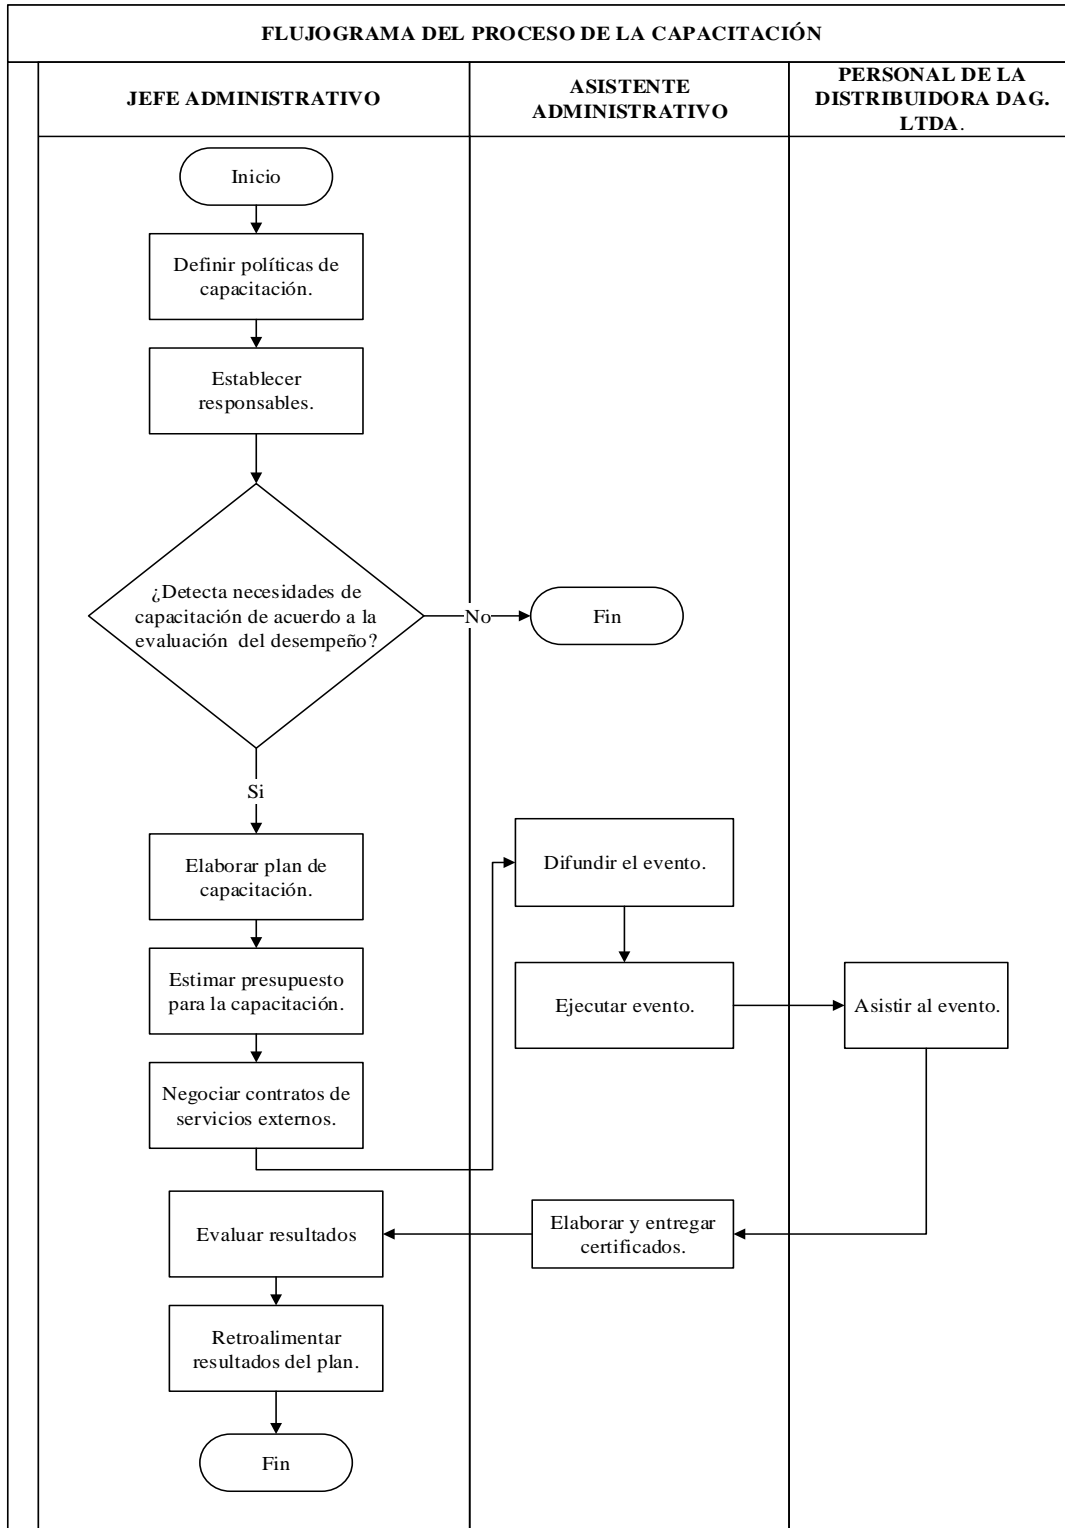 FLUJOGRAMA DEL PROCESO DE LA CAPACITACIÓN
JEFE ADMINISTRATIVO
ASISTENTE
ADMINISTRATIVO
PERSONAL DE LA
DISTRIBUIDORA DAG.
LTDA.
Inicio
Definir políticas de
capacitación.
Establecer
responsables.
¿Detecta necesidades de
capacitación de acuerdo a la
evaluación del desempeño?
No
Fin
Si
Elaborar plan de
capacitación.
Estimar presupuesto
para la capacitación.
Negociar contratos de
servicios externos.
Difundir el evento.
Ejecutar evento.
Asistir al evento.
Elaborar y entregar
certificados.
Evaluar resultados
Retroalimentar
resultados del plan.
Fin